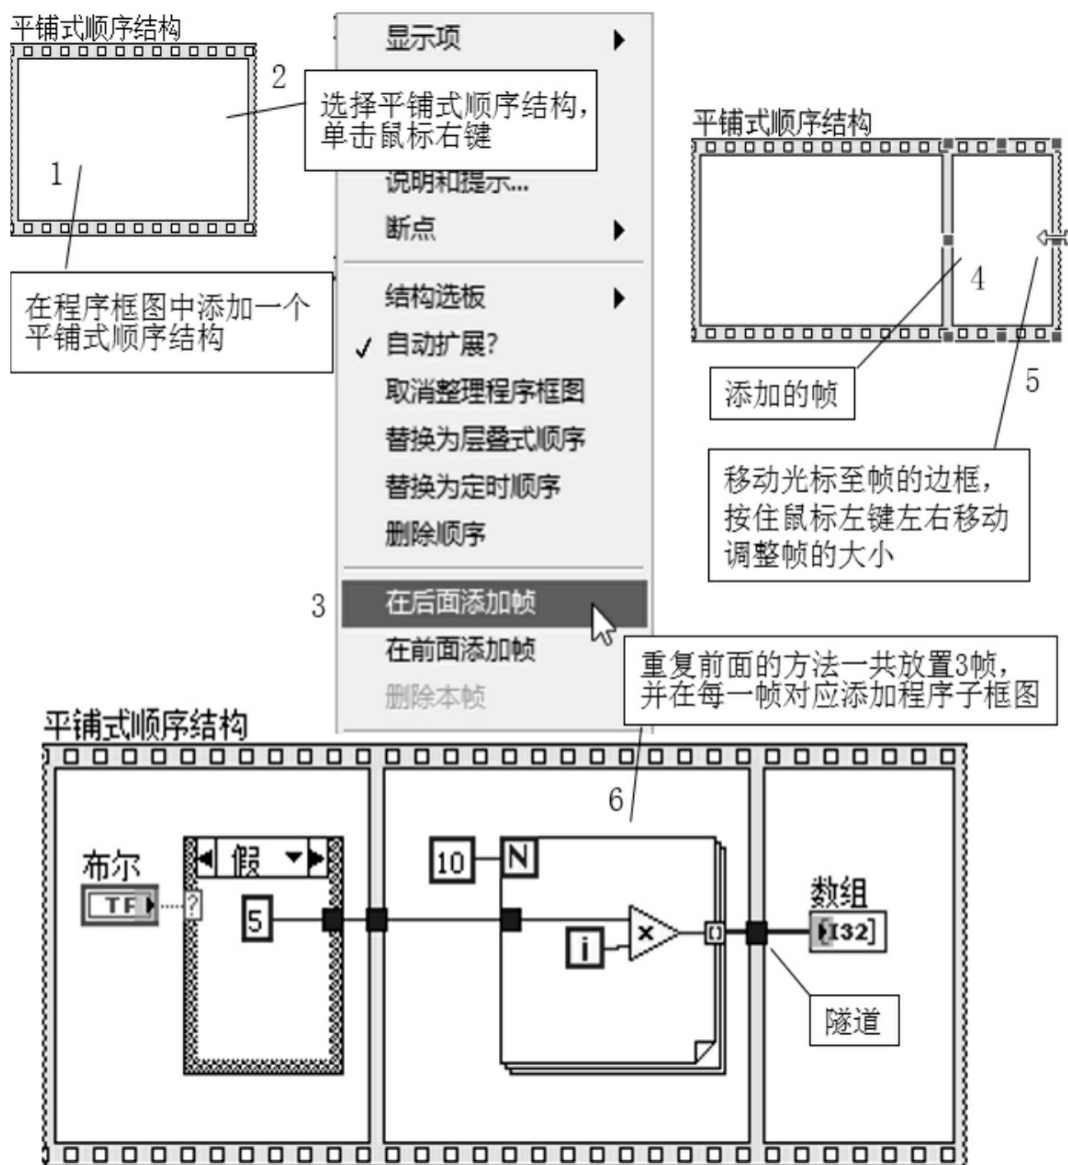 平铺式顺序结构
1
2
选择平铺式顺序结构，
单击鼠标右键
在程序框图中添加一个
平铺式顺序结构
显示项
说明和提示...
断点
结构选板
✓ 自动扩展?
取消整理程序框图
替换为层叠式顺序
替换为定时顺序
删除顺序
3
在后面添加帧
在前面添加帧
删除本帧
平铺式顺序结构
4
5
添加的帧
移动光标至帧的边框，
按住鼠标左键左右移动
调整帧的大小
重复前面的方法一共放置3帧，
并在每一帧对应添加程序子框图
6
平铺式顺序结构
布尔
TF
?
假
5
10
N
i
×
[]
数组
[I32]
隧道